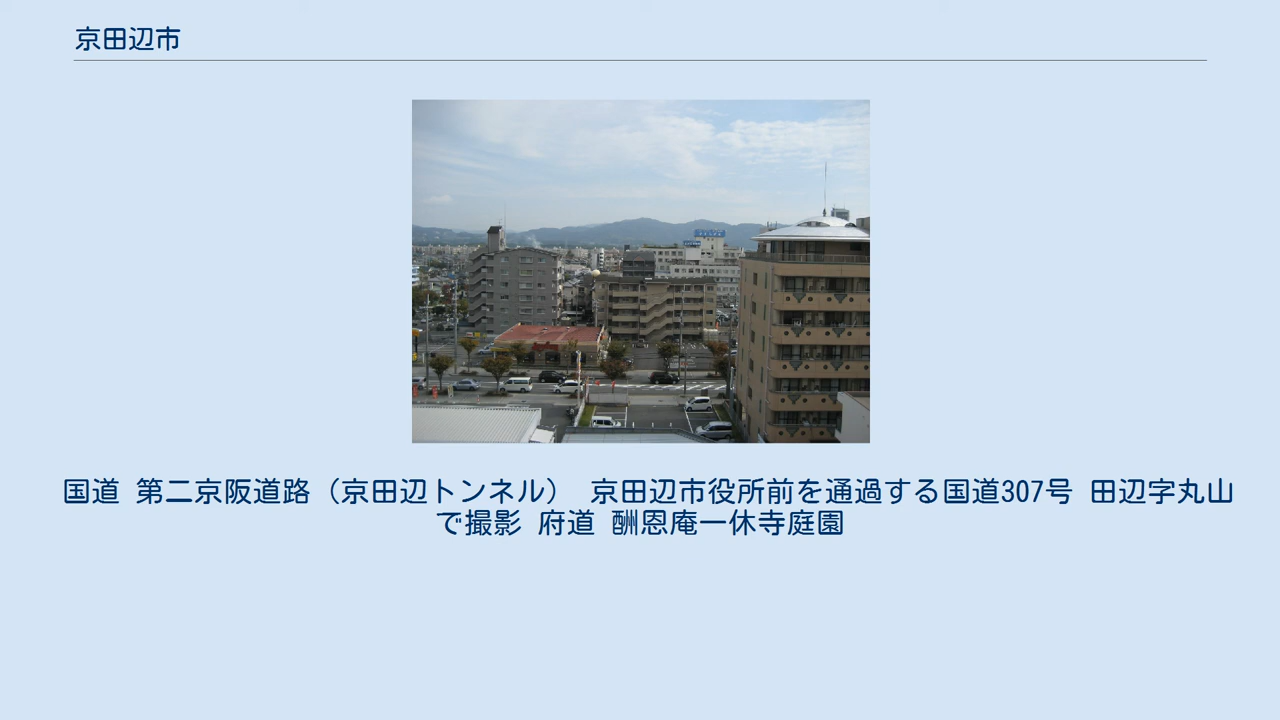 京田辺市
国道 第二京阪道路（京田辺トンネル） 京田辺市役所前を通過する国道307号 田辺字丸山
で撮影 府道 酬恩庵一休寺庭園